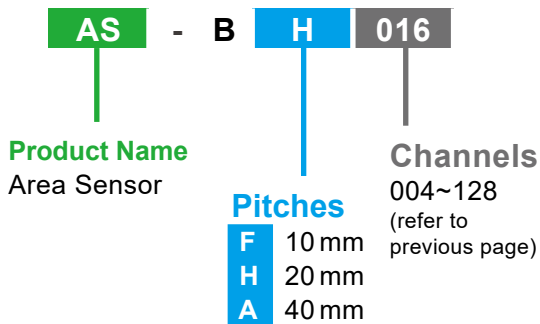 AS - B H 016
Product Name
Area Sensor
Pitches
F 10 mm
H 20 mm
A 40 mm
Channels
004~128
(refer to
previous page)